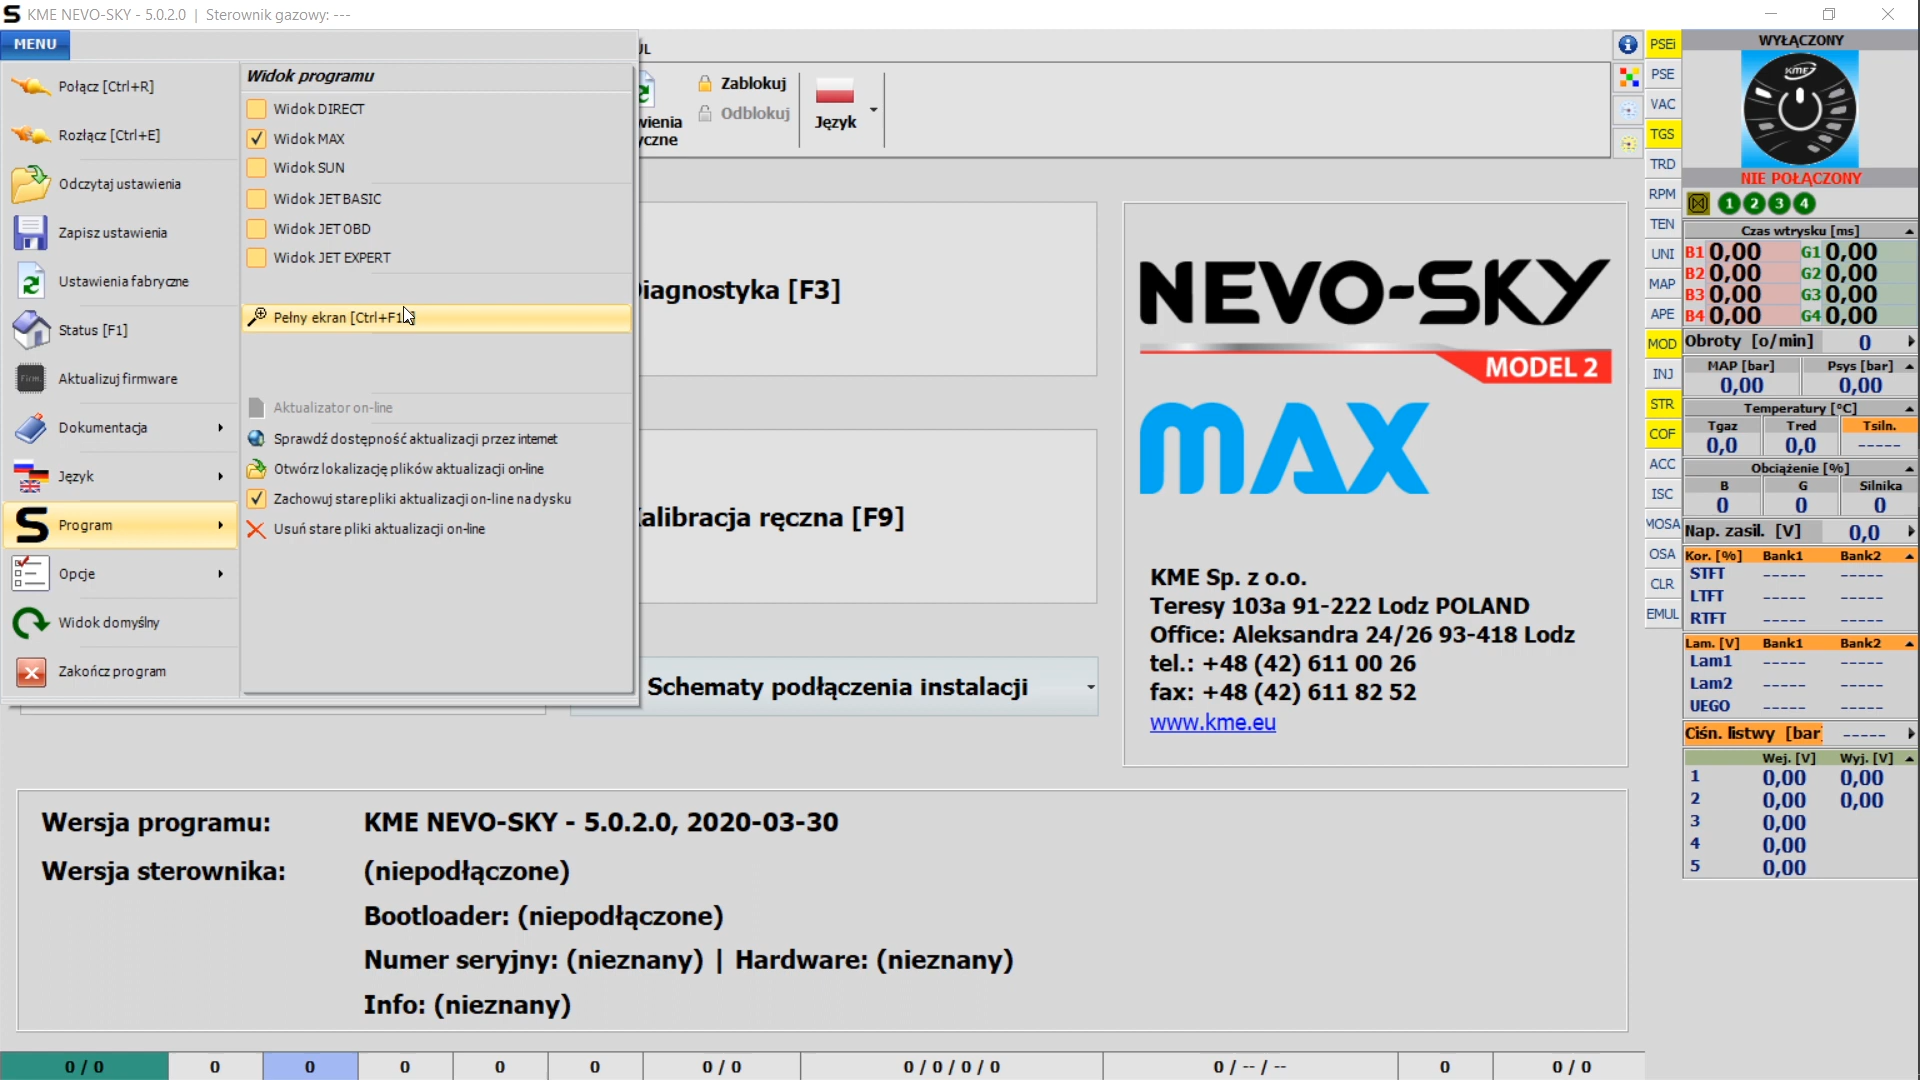 KME NEVO-SKY - 5.0.2.0 | Sterownik gazowy: ---
MENU
Połącz [Ctrl+R]
Rozłącz [Ctrl+E]
Odczytaj ustawienia
Zapisz ustawienia
Ustawienia fabryczne
Status [F1]
Aktualizuj firmware
Dokumentacja
Język
Program
Opcje
Widok domyślny
Zakończ program
Widok programu
Widok DIRECT
Widok MAX
Widok SUN
Widok JET BASIC
Widok JET OBD
Widok JET EXPERT
Pełny ekran [Ctrl+F1
Aktualizator on-line
Sprawdź dostępność aktualizacji przez internet
Otwórz lokalizację plików aktualizacji on-line
Zachowuj stare pliki aktualizacji on-line na dysku
Usuń stare pliki aktualizacji on-line
Zablokuj
Odblokuj
Język
iagnostyka [F3]
alibracja ręczna [F9]
Schematy podłączenia instalacji
NEVO-SKY
MODEL 2
MAX
KME Sp. z o.o.
Teresy 103a 91-222 Lodz POLAND
Office: Aleksandra 24/26 93-418 Lodz
tel.: +48 (42) 611 00 26
fax: +48 (42) 611 82 52
www.kme.eu
Wersja programu: KME NEVO-SKY - 5.0.2.0, 2020-03-30
Wersja sterownika: (niepodłączone)
Bootloader: (niepodłączone)
Numer seryjny: (nieznany) | Hardware: (nieznany)
Info: (nieznany)
PSEi
PSE
VAC
TGS
TRD
RPM
TEN
UNI
MAP
APE
MOD
INJ
STR
COF
ACC
ISC
MOSA
OSA
CLR
EMUL
WYŁĄCZONY
KME
NIE POŁĄCZONY
1 2 3 4
Czas wtrysku [ms]
B1 0,00 G1 0,00
B2 0,00 G2 0,00
B3 0,00 G3 0,00
B4 0,00 G4 0,00
Obroty [o/min] 0
MAP [bar] Psys [bar]
0,00 0,00
Temperatury [°C]
Tgaz Tred Tsiln.
0,0 0,0 -----
Obciążenie [%]
B G Silnika
0 0 0
Nap. zasil. [V] 0,0
Kor. [%] Bank1 Bank2
STFT ----- -----
LTFT ----- -----
RTFT ----- -----
Lam. [V] Bank1 Bank2
Lam1 ----- -----
Lam2 ----- -----
UEGO ----- -----
Ciśn. listwy [bar -----
Wej. [V] Wyj. [V]
1 0,00 0,00
2 0,00 0,00
3 0,00
4 0,00
5 0,00
0 / 0 0 0 0 0 0 0 / 0 0 / 0 / 0 / 0 0 / -- / -- 0 0 / 0